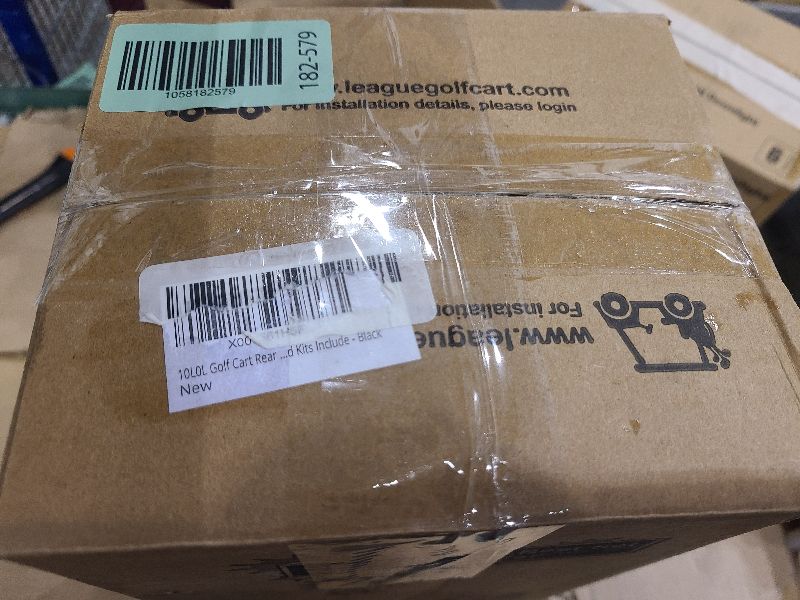 1058182579
182-579
.leaguegolfcart.com
For installation details, please login
X00
10L0L Golf Cart Rear ...d Kits Include - Black
New
www.league
For installation